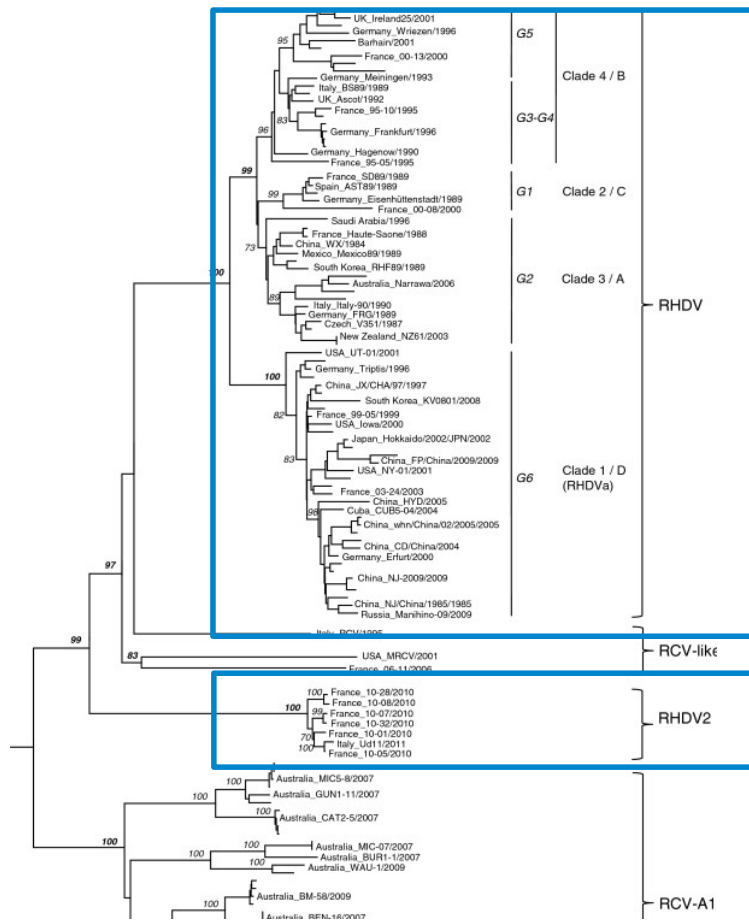 UK_Ireland25/2001
95
Germany_Wriezen/1996
G5
Barhain/2001
France_00-13/2000
Clade 4 / B
Germany_Meiningen/1993
Italy_BS89/1989
UK_Ascot/1992
France_95-10/1995
83
G3-G4
Germany_Frankfurt/1996
96
Germany_Hagenow/1990
France_95-05/1995
99
France_SD89/1989
99
Spain_AST89/1989
G1
Clade 2 / C
Germany_Eisenhüttenstadt/1989
France_00-08/2000
Saudi Arabia/1996
France_Haute-Saone/1988
73
China_WX/1984
Mexico_Mexico89/1989
South Korea_RHF89/1989
100
G2
Clade 3 / A
Australia_Narrawa/2006
89
RHDV
Italy_Italy-90/1990
Germany_FRG/1989
Czech_V351/1987
New Zealand_NZ61/2003
USA_UT-01/2001
Germany_Triptis/1996
100
China_JX/CHA/97/1997
South Korea_KV0801/2008
82
France_99-05/1999
USA_Iowa/2000
Japan_Hokkaido/2002/JPN/2002
83
China_FP/China/2009/2009
USA_NY-01/2001
G6
Clade 1 / D
(RHDVa)
France_03-24/2003
China_HYD/2005
98
Cuba_CUB5-04/2004
China_whn/China/02/2005/2005
China_CD/China/2004
Germany_Erfurt/2000
97
China_NJ-2009/2009
China_NJ/China/1985/1985
Russia_Manihino-09/2009
Italy_RCV/1995
99
83
USA_MRCV/2001
RCV-like
France_06-11/2006
100
France_10-28/2010
France_10-08/2010
100
99
France_10-07/2010
France_10-32/2010
RHDV2
70
France_10-01/2010
100
Italy_Ud11/2011
France_10-05/2010
100
Australia_MIC5-8/2007
100
Australia_GUN1-11/2007
100
Australia_CAT2-5/2007
100
100
Australia_MIC-07/2007
100
Australia_BUR1-1/2007
100
Australia_WAU-1/2009
100
Australia_BM-58/2009
RCV-A1
Australia_BEN-16/2007